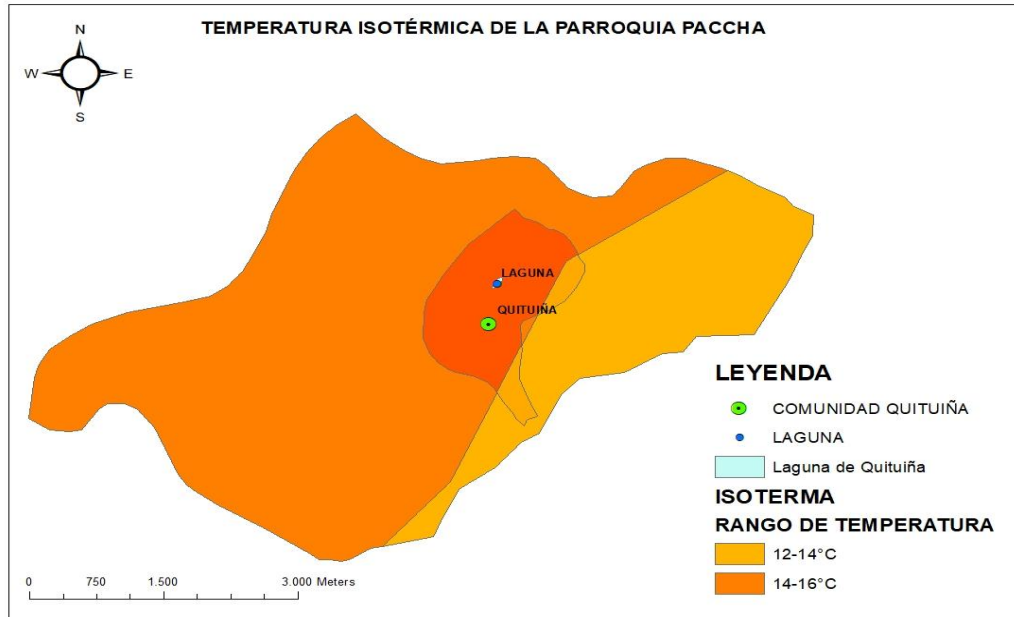 TEMPERATURA ISOTÉRMICA DE LA PARROQUIA PACCHA
N
W E
S
LAGUNA
QUITUIÑA
LEYENDA
COMUNIDAD QUITUIÑA
LAGUNA
Laguna de Quituiña
ISOTERMA
RANGO DE TEMPERATURA
12-14°C
14-16°C
0 750 1.500 3.000 Meters